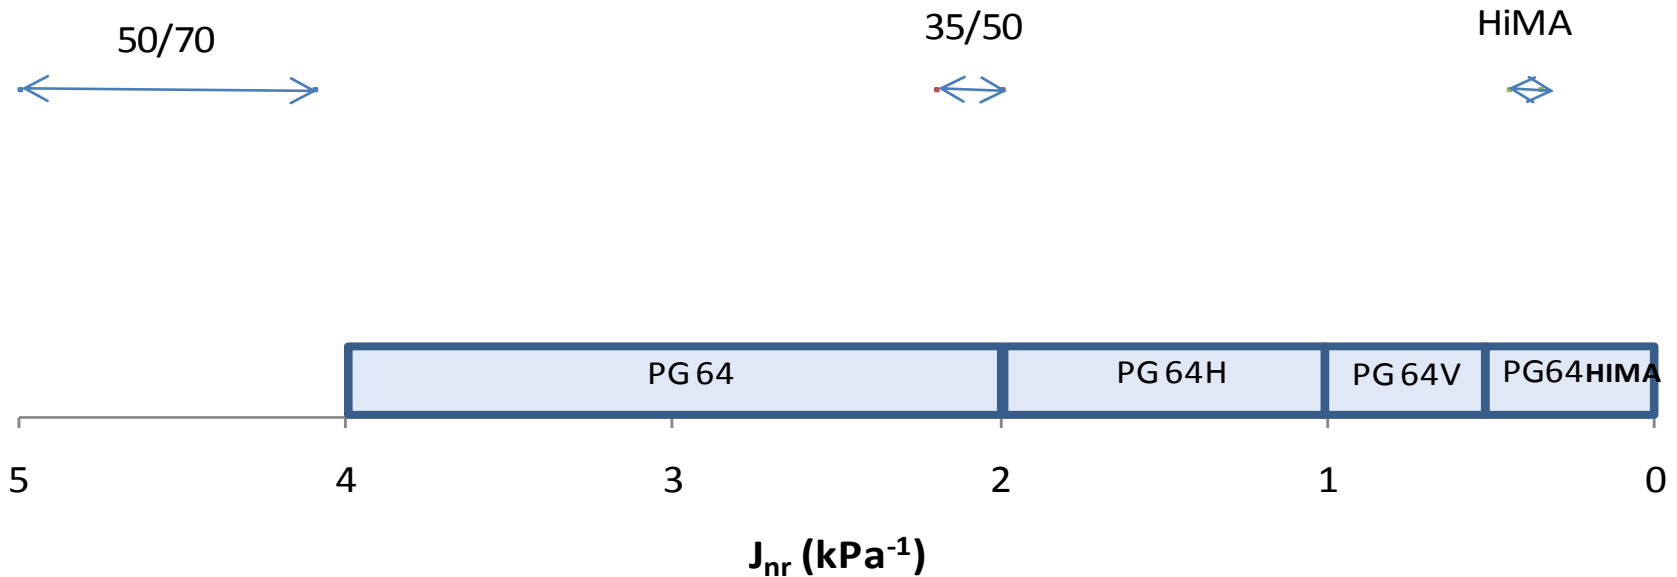 50/70 35/50 HiMA
PG 64 PG 64H PG 64V PG64HIMA
5 4 3 2 1 0
Jnr (kPa-1)